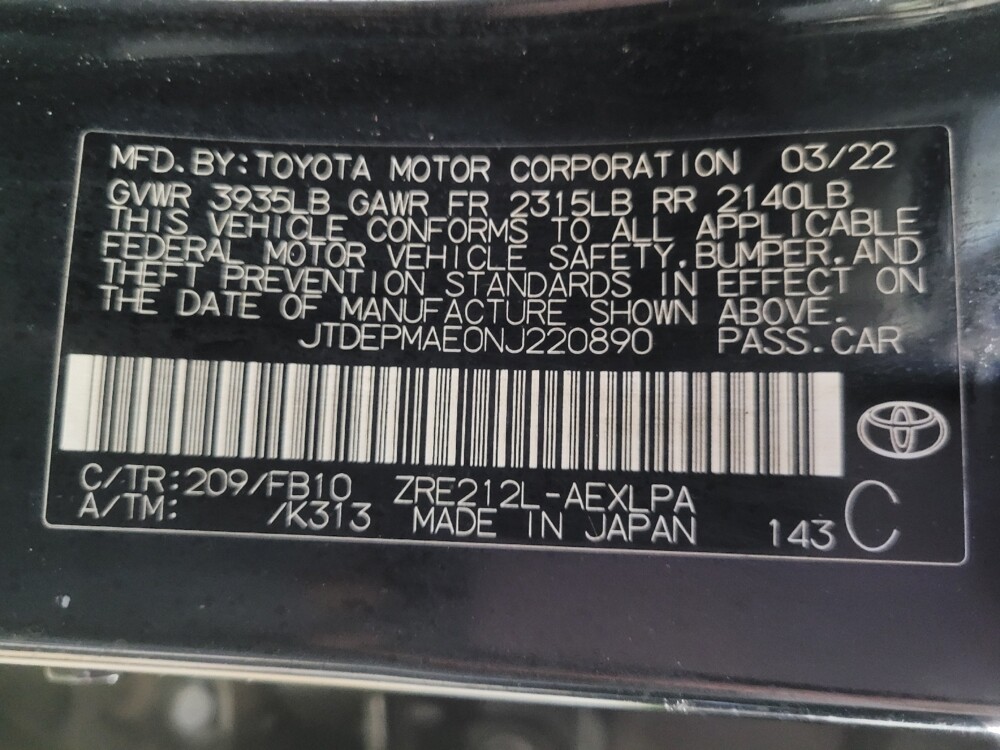 MFD. BY: TOYOTA MOTOR CORPORATION 03/22
GVWR 3935LB GAWR FR 2315LB RR 2140LB
THIS VEHICLE CONFORMS TO ALL APPLICABLE
FEDERAL MOTOR VEHICLE SAFETY, BUMPER, AND
THEFT PREVENTION STANDARDS IN EFFECT ON
THE DATE OF MANUFACTURE SHOWN ABOVE.
JTDEPMAE0NJ220890 PASS. CAR
C/TR: 209/FB10 ZRE212L-AEXLPA
A/TM: /K313 MADE IN JAPAN 143 C